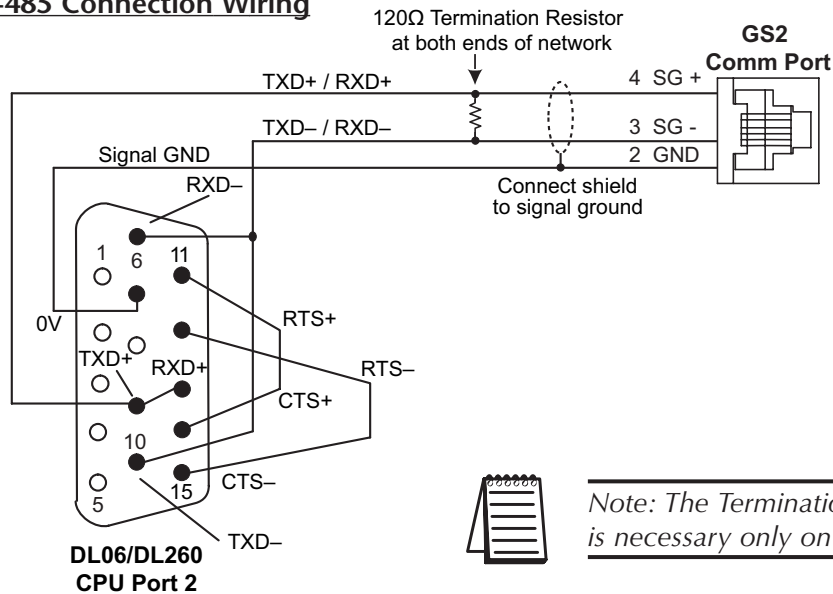 -485 Connection Wiring
120Ω Termination Resistor
at both ends of network
GS2
Comm Port
TXD+ / RXD+
4 SG +
TXD– / RXD–
3 SG -
Signal GND
2 GND
RXD–
Connect shield
to signal ground
1
6
11
0V
RTS+
TXD+
RXD+
RTS–
CTS+
10
15
CTS–
5
TXD–
DL06/DL260
CPU Port 2
Note: The Terminatio
is necessary only on